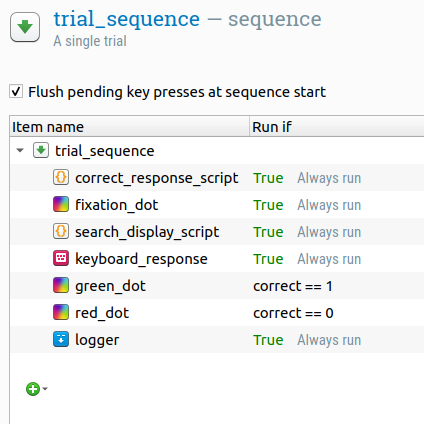 trial_sequence — sequence
A single trial
Flush pending key presses at sequence start
Item name Run if
trial_sequence
correct_response_script True Always run
fixation_dot True Always run
search_display_script True Always run
keyboard_response True Always run
green_dot correct == 1
red_dot correct == 0
logger True Always run